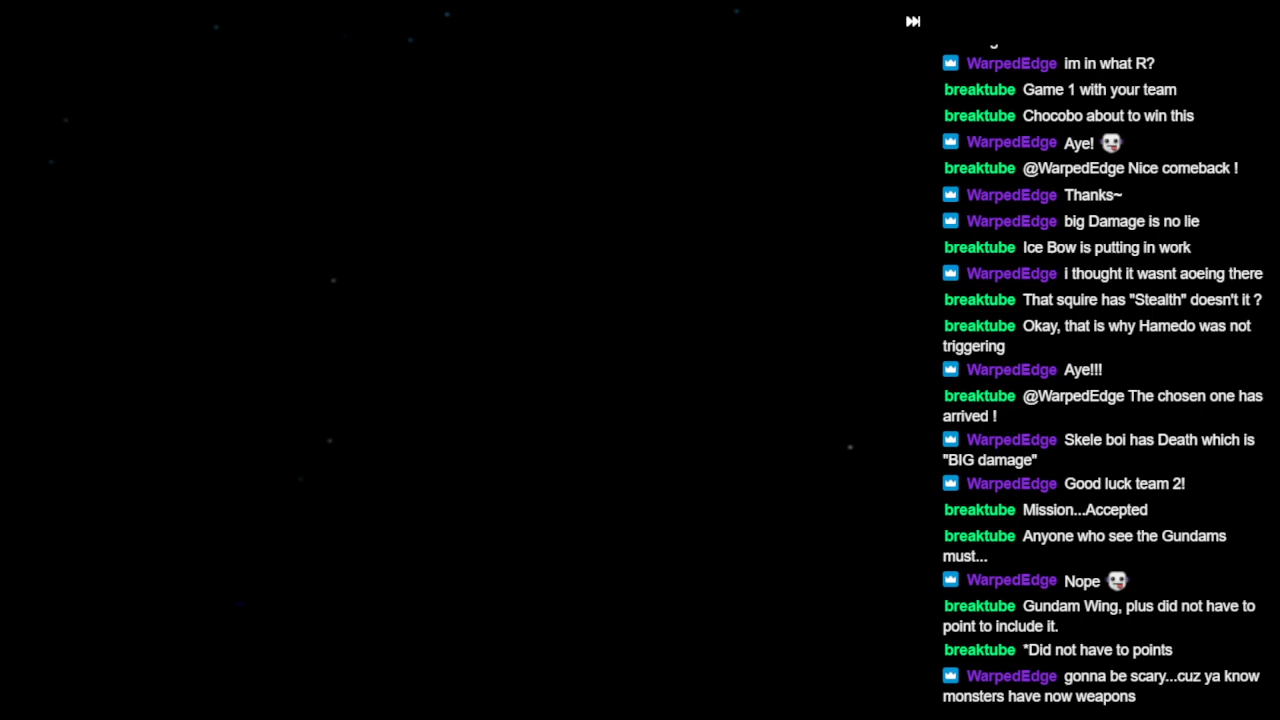 WarpedEdge im in what R?
breaktube Game 1 with your team
breaktube Chocobo about to win this
WarpedEdge Aye!
breaktube @WarpedEdge Nice comeback !
WarpedEdge Thanks~
WarpedEdge big Damage is no lie
breaktube Ice Bow is putting in work
WarpedEdge i thought it wasnt aoeing there
breaktube That squire has "Stealth" doesn't it ?
breaktube Okay, that is why Hamedo was not
triggering
WarpedEdge Aye!!!
breaktube @WarpedEdge The chosen one has
arrived !
WarpedEdge Skele boi has Death which is
"BIG damage"
WarpedEdge Good luck team 2!
breaktube Mission...Accepted
breaktube Anyone who see the Gundams
must...
WarpedEdge Nope
breaktube Gundam Wing, plus did not have to
point to include it.
breaktube *Did not have to points
WarpedEdge gonna be scary...cuz ya know
monsters have now weapons